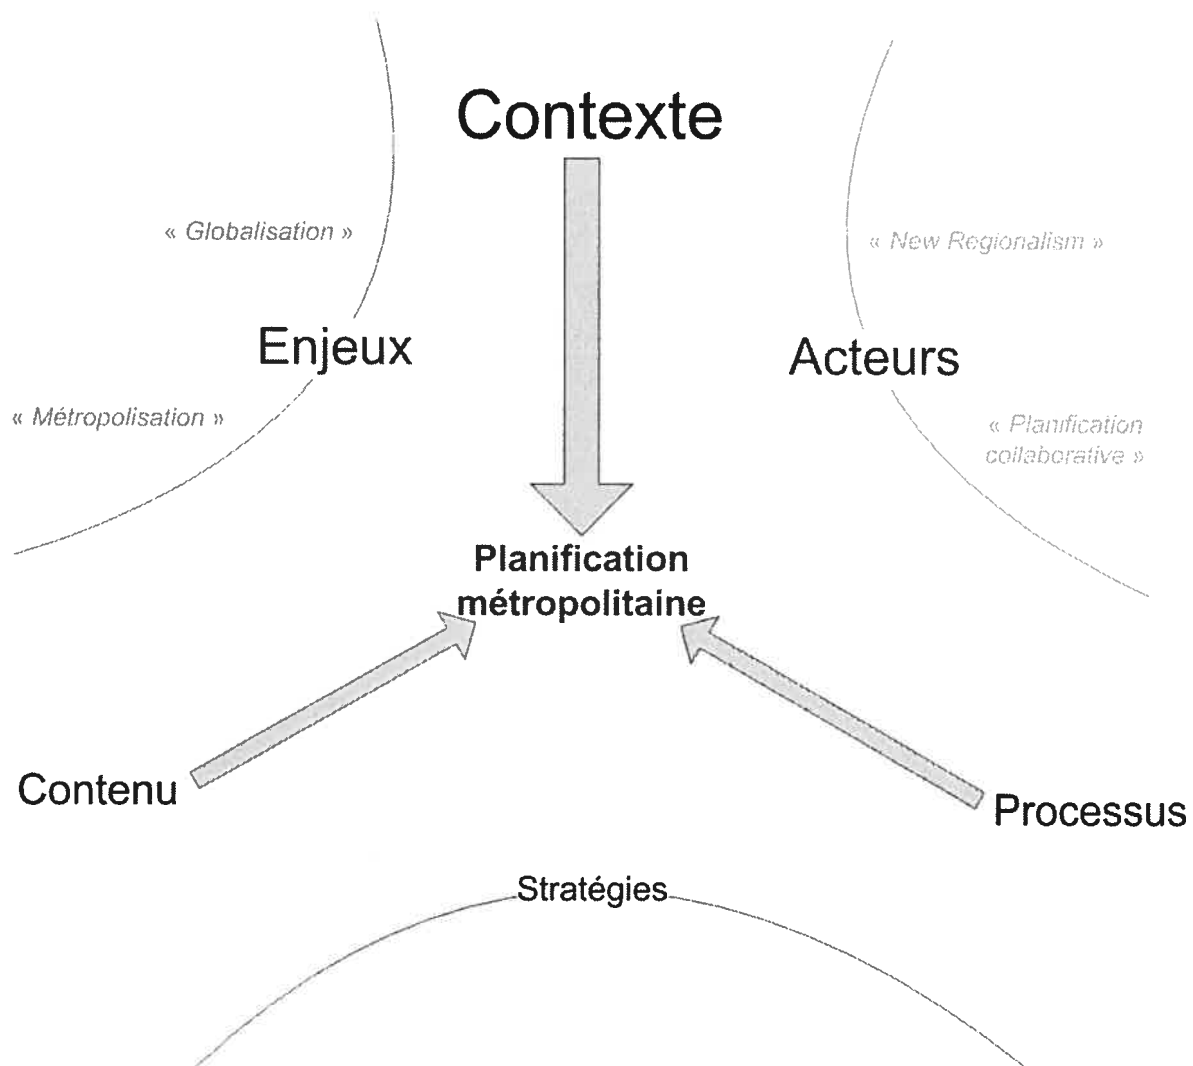 Contexte
« Globalisation »
« New Regionalism »
Enjeux
Acteurs
« Métropolisation »
« Planification
collaborative »
Planification
métropolitaine
Contenu
Processus
Stratégies